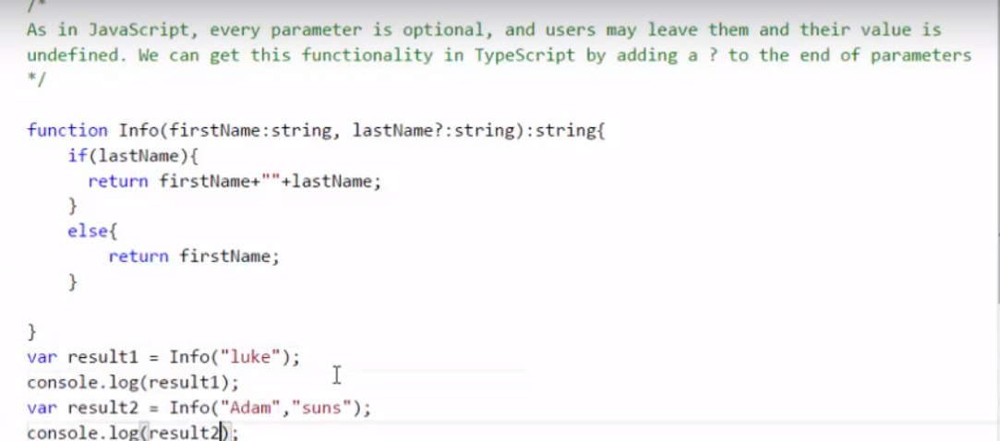 /*
As in JavaScript, every parameter is optional, and users may leave them and their value is
undefined. We can get this functionality in TypeScript by adding a ? to the end of parameters
*/
function Info(firstName:string, lastName?:string):string{
if(lastName){
return firstName+""+lastName;
}
else{
return firstName;
}
}
var result1 = Info("luke");
console.log(result1);
var result2 = Info("Adam","suns");
console.log(result2);